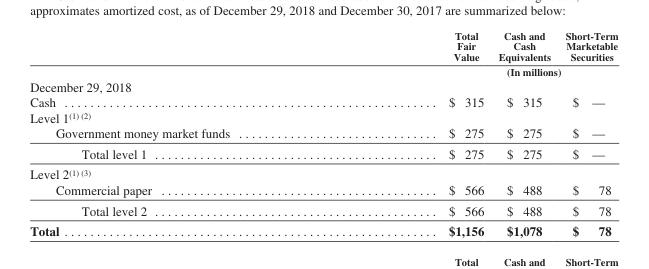 approximates amortized cost, as of December 29, 2018 and December 30, 2017 are summarized below:
Total Fair Value Cash and Cash Equivalents Short-Term Marketable Securities
(In millions)
December 29, 2018
Cash ........................................................ $ 315 $ 315 $ —
Level 1(1) (2)
Government money market funds ................................ $ 275 $ 275 $ —
Total level 1 ............................................ $ 275 $ 275 $ —
Level 2(1) (3)
Commercial paper ............................................ $ 566 $ 488 $ 78
Total level 2 ............................................ $ 566 $ 488 $ 78
Total ........................................................ $1,156 $1,078 $ 78
Total Cash and Short-Term